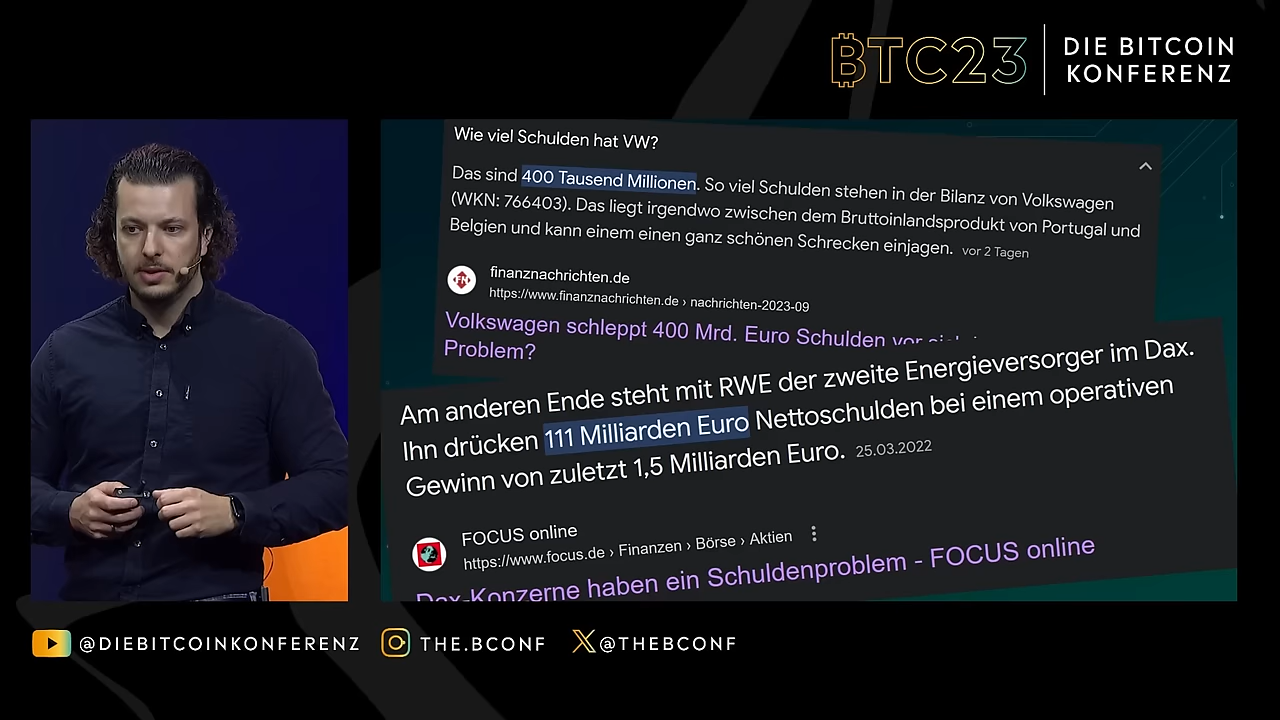 BTC23
DIE BITCOIN
KONFERENZ
Wie viel Schulden hat VW?
Das sind 400 Tausend Millionen. So viel Schulden stehen in der Bilanz von Volkswagen
(WKN: 766403). Das liegt irgendwo zwischen dem Bruttoinlandsprodukt von Portugal und
Belgien und kann einem einen ganz schönen Schrecken einjagen. vor 2 Tagen
finanznachrichten.de
https://www.finanznachrichten.de › nachrichten-2023-09
Volkswagen schleppt 400 Mrd. Euro Schulden vor
Problem?
Am anderen Ende steht mit RWE der zweite Energieversorger im Dax.
Ihn drücken 111 Milliarden Euro Nettoschulden bei einem operativen
Gewinn von zuletzt 1,5 Milliarden Euro. 25.03.2022
FOCUS online
https://www.focus.de › Finanzen › Börse › Aktien
Dax-Konzerne haben ein Schuldenproblem - FOCUS online
@DIEBITCOINKONFERENZ THE.BCONF @THEBCONF